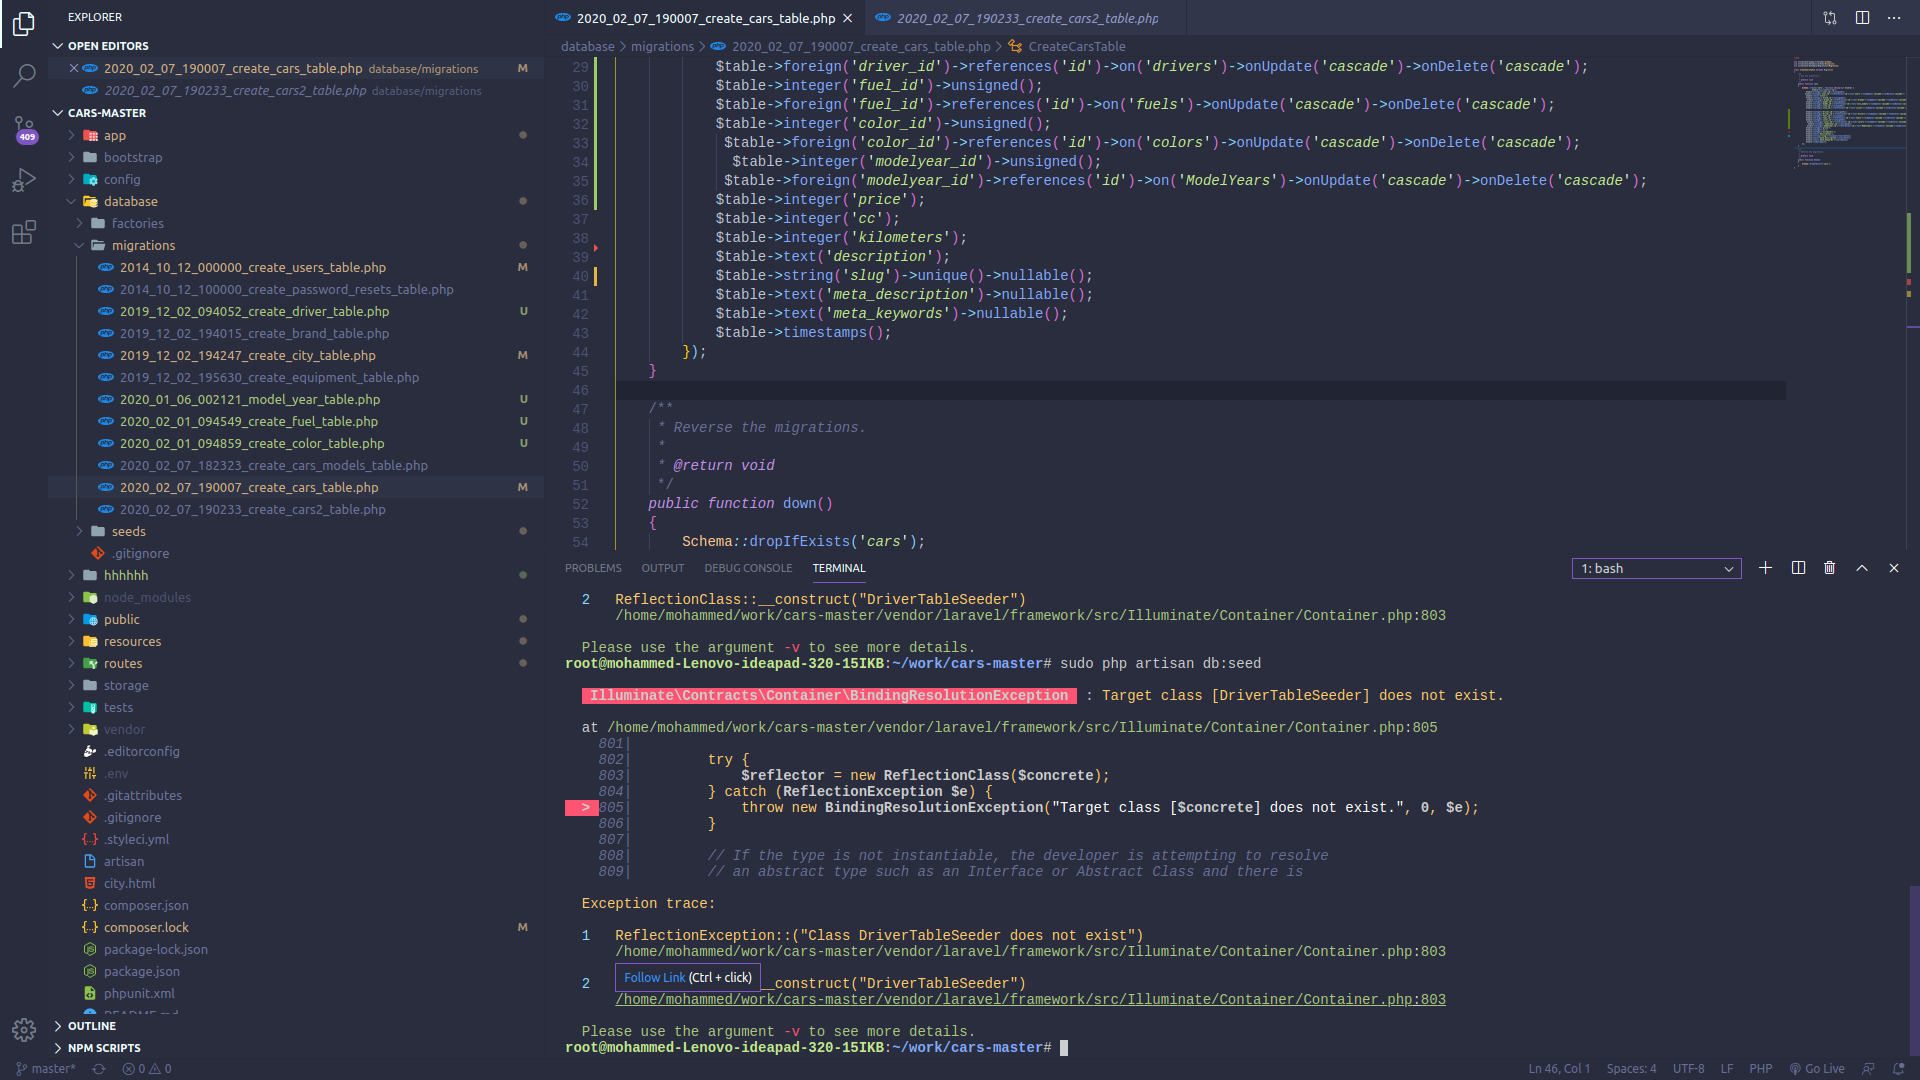 EXPLORER
OPEN EDITORS
2020_02_07_190007_create_cars_table.php database/migrations M
2020_02_07_190233_create_cars2_table.php database/migrations
CARS-MASTER
app
bootstrap
config
database
factories
migrations
2014_10_12_000000_create_users_table.php M
2014_10_12_100000_create_password_resets_table.php
2019_12_02_094052_create_driver_table.php U
2019_12_02_194015_create_brand_table.php
2019_12_02_194247_create_city_table.php M
2019_12_02_195630_create_equipment_table.php
2020_01_06_002121_model_year_table.php U
2020_02_01_094549_create_fuel_table.php U
2020_02_01_094859_create_color_table.php U
2020_02_07_182323_create_cars_models_table.php
2020_02_07_190007_create_cars_table.php M
2020_02_07_190233_create_cars2_table.php
seeds
.gitignore
hhhhhh
node_modules
public
resources
routes
storage
tests
vendor
.editorconfig
.env
.gitattributes
.gitignore
.styleci.yml
artisan
city.html
composer.json
composer.lock M
package-lock.json
package.json
phpunit.xml
README.md
OUTLINE
NPM SCRIPTS
409
2020_02_07_190007_create_cars_table.php
2020_02_07_190233_create_cars2_table.php
database > migrations > 2020_02_07_190007_create_cars_table.php > CreateCarsTable
29 $table->foreign('driver_id')->references('id')->on('drivers')->onUpdate('cascade')->onDelete('cascade');
30 $table->integer('fuel_id')->unsigned();
31 $table->foreign('fuel_id')->references('id')->on('fuels')->onUpdate('cascade')->onDelete('cascade');
32 $table->integer('color_id')->unsigned();
33 $table->foreign('color_id')->references('id')->on('colors')->onUpdate('cascade')->onDelete('cascade');
34 $table->integer('modelyear_id')->unsigned();
35 $table->foreign('modelyear_id')->references('id')->on('ModelYears')->onUpdate('cascade')->onDelete('cascade');
36 $table->integer('price');
37 $table->integer('cc');
38 $table->integer('kilometers');
39 $table->text('description');
40 $table->string('slug')->unique()->nullable();
41 $table->text('meta_description')->nullable();
42 $table->text('meta_keywords')->nullable();
43 $table->timestamps();
44 });
45 }
46
47 /**
48 * Reverse the migrations.
49 *
50 * @return void
51 */
52 public function down()
53 {
54 Schema::dropIfExists('cars');
PROBLEMS OUTPUT DEBUG CONSOLE TERMINAL 1: bash
2 ReflectionClass::__construct("DriverTableSeeder")
/home/mohammed/work/cars-master/vendor/laravel/framework/src/Illuminate/Container/Container.php:803
Please use the argument -v to see more details.
root@mohammed-Lenovo-ideapad-320-15IKB:~/work/cars-master# sudo php artisan db:seed
Illuminate\Contracts\Container\BindingResolutionException : Target class [DriverTableSeeder] does not exist.
at /home/mohammed/work/cars-master/vendor/laravel/framework/src/Illuminate/Container/Container.php:805
801|
802| try {
803| $reflector = new ReflectionClass($concrete);
804| } catch (ReflectionException $e) {
> 805| throw new BindingResolutionException("Target class [$concrete] does not exist.", 0, $e);
806| }
807|
808| // If the type is not instantiable, the developer is attempting to resolve
809| // an abstract type such as an Interface or Abstract Class and there is
Exception trace:
1 ReflectionException::("Class DriverTableSeeder does not exist")
/home/mohammed/work/cars-master/vendor/laravel/framework/src/Illuminate/Container/Container.php:803
Follow Link (Ctrl + click)
2 __construct("DriverTableSeeder")
/home/mohammed/work/cars-master/vendor/laravel/framework/src/Illuminate/Container/Container.php:803
Please use the argument -v to see more details.
root@mohammed-Lenovo-ideapad-320-15IKB:~/work/cars-master#
master* 0 0 Ln 46, Col 1 Spaces: 4 UTF-8 LF PHP Go Live